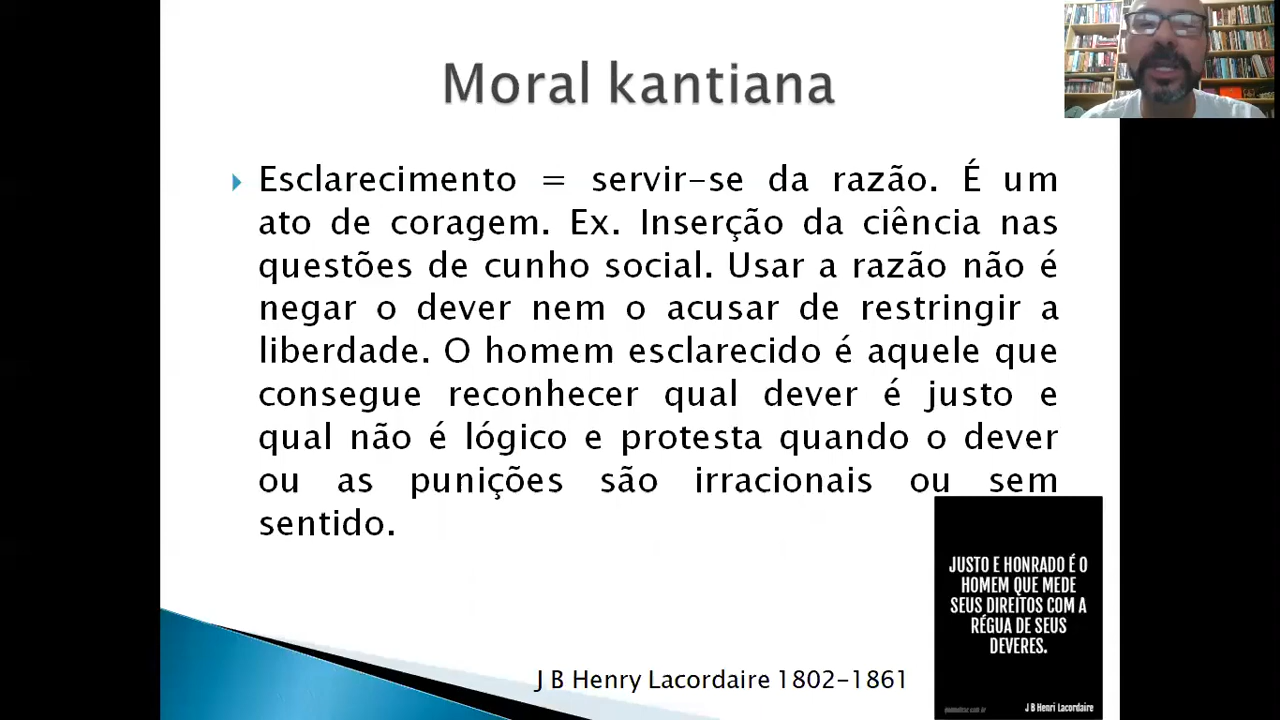 Moral kantiana
Esclarecimento = servir-se da razão. É um
ato de coragem. Ex. Inserção da ciência nas
questões de cunho social. Usar a razão não é
negar o dever nem o acusar de restringir a
liberdade. O homem esclarecido é aquele que
consegue reconhecer qual dever é justo e
qual não é lógico e protesta quando o dever
ou as punições são irracionais ou sem
sentido.
JUSTO E HONRADO É O
HOMEM QUE MEDE
SEUS DIREITOS COM A
RÉGUA DE SEUS
DEVERES.
J B Henri Lacordaire
J B Henry Lacordaire 1802-1861